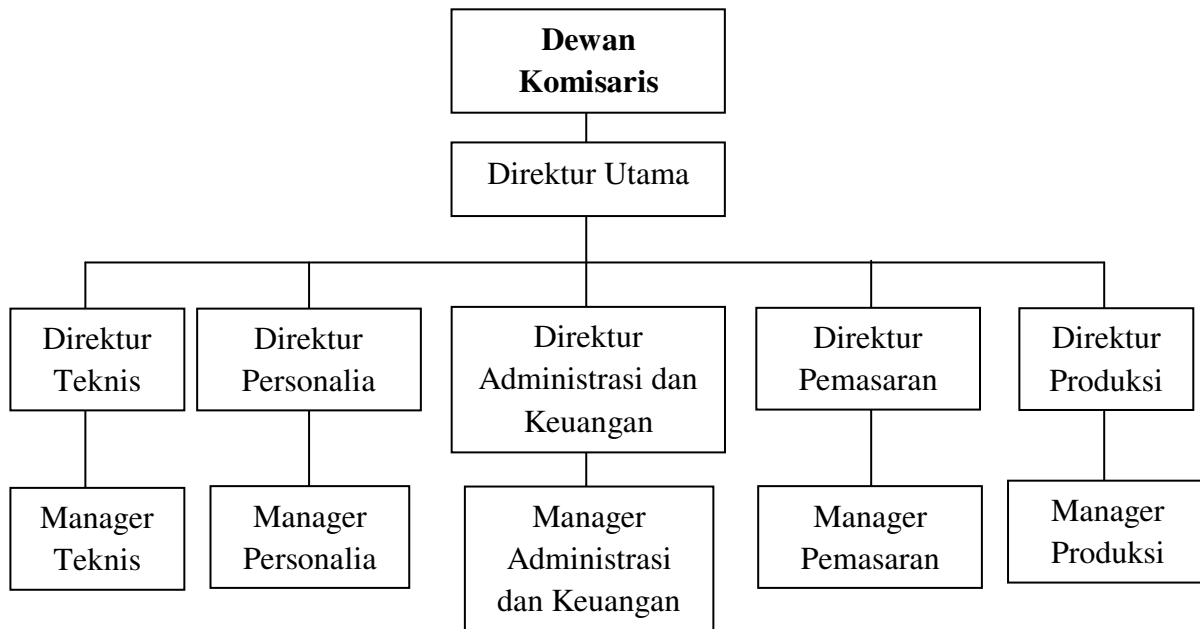 Dewan
Komisaris
Direktur Utama
Direktur
Teknis
Direktur
Personalia
Direktur
Administrasi dan
Keuangan
Direktur
Pemasaran
Direktur
Produksi
Manager
Teknis
Manager
Personalia
Manager
Administrasi
dan Keuangan
Manager
Pemasaran
Manager
Produksi